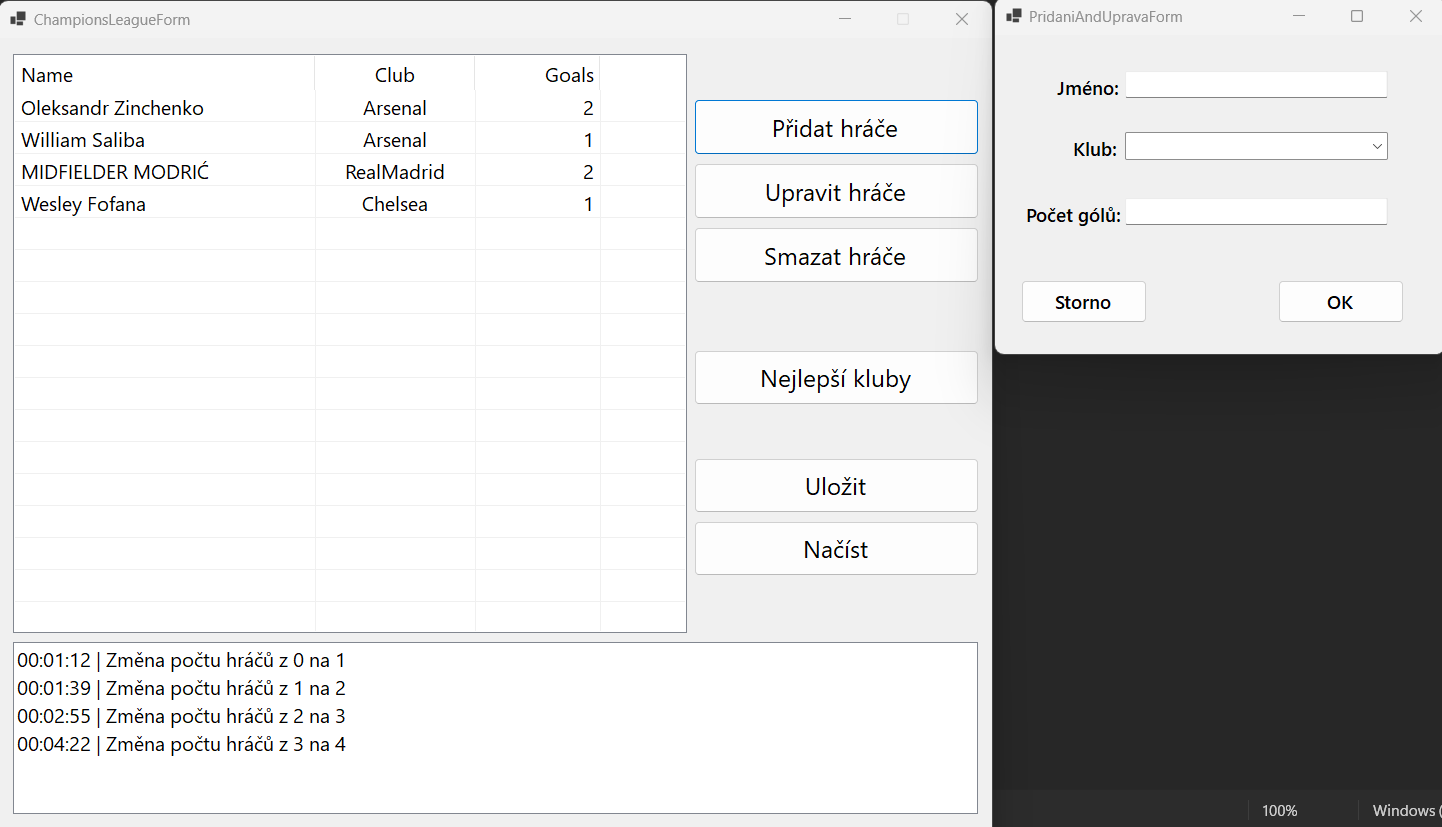 ChampionsLeagueForm
Name Club Goals
Oleksandr Zinchenko Arsenal 2
William Saliba Arsenal 1
MIDFIELDER MODRIĆ RealMadrid 2
Wesley Fofana Chelsea 1
Přidat hráče
Upravit hráče
Smazat hráče
Nejlepší kluby
Uložit
Načíst
00:01:12 | Změna počtu hráčů z 0 na 1
00:01:39 | Změna počtu hráčů z 1 na 2
00:02:55 | Změna počtu hráčů z 2 na 3
00:04:22 | Změna počtu hráčů z 3 na 4
PridaniAndUpravaForm
Jméno:
Klub:
Počet gólů:
Storno OK
100% Windows (